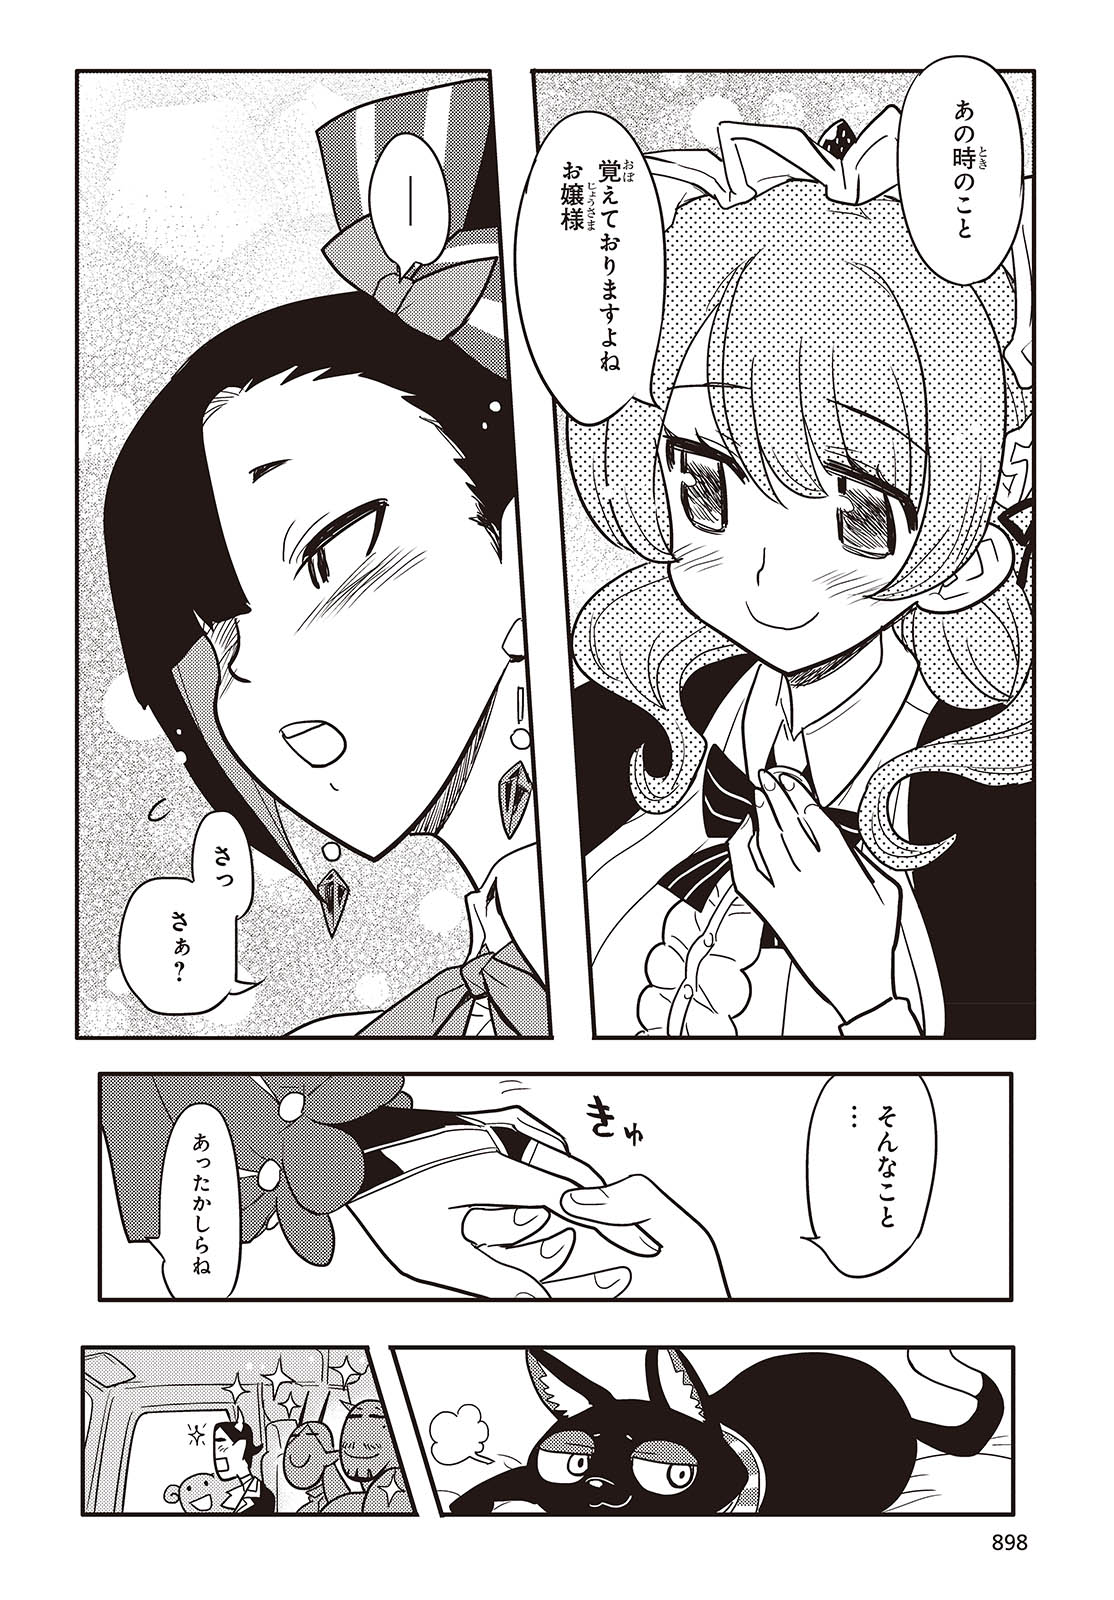 あの時のこと
覚えておりますよね
お嬢様
ー
さっ
さぁ？
そんなこと
…
きゅ
あったかしらね
898